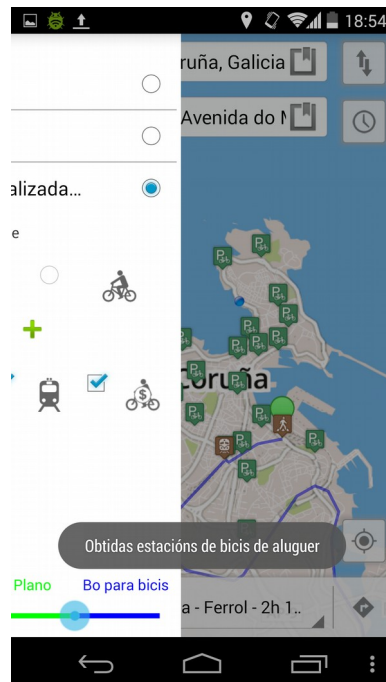 18:54
ruña, Galicia
Avenida do M
alizada...
e
Coruña
Obtidas estacións de bicis de aluguer
Plano Bo para bicis
a - Ferrol - 2h 1..